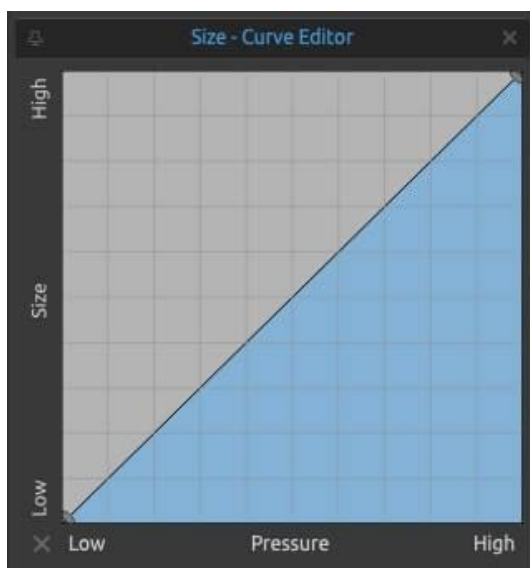 Size - Curve Editor
High
Size
Low
Low Pressure High